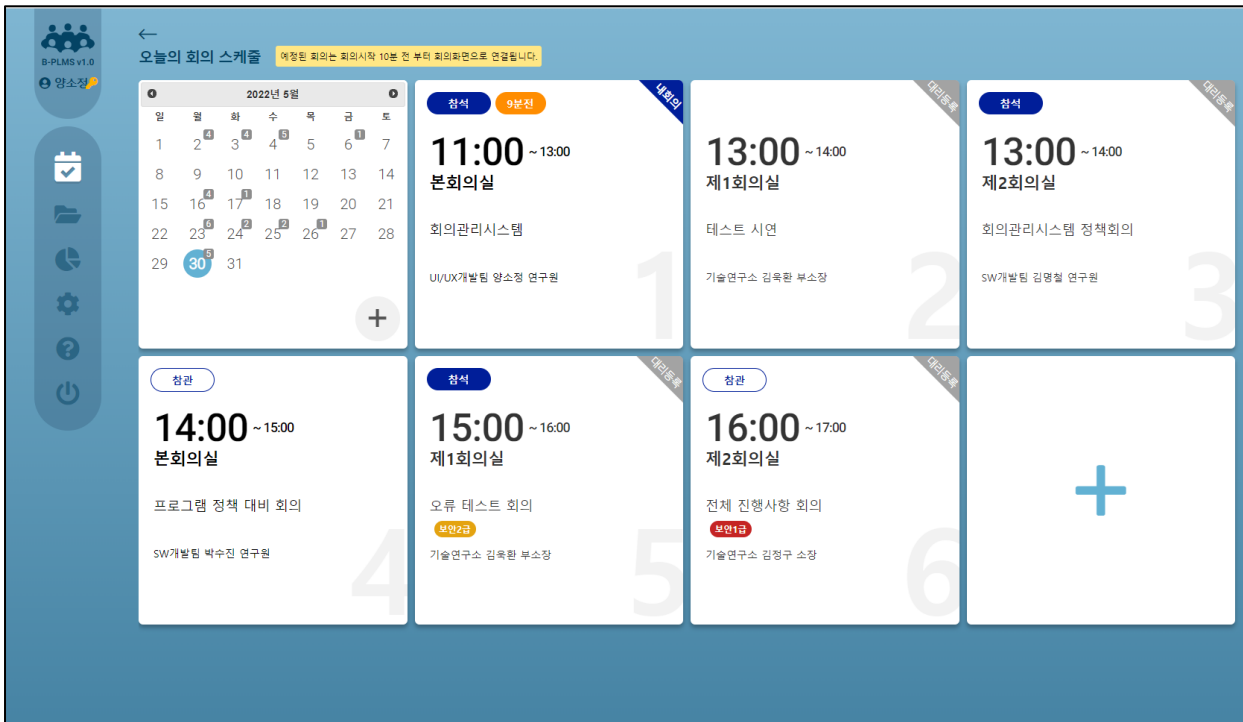 B-PLMS v1.0
양소정
←
오늘의 회의 스케줄
예정된 회의는 회의시작 10분 전 부터 회의화면으로 연결됩니다.
2022년 5월
일 월 화 수 목 금 토
1 2 4 3 4 4 5 5 6 1 7
8 9 10 11 12 13 14
15 16 4 17 1 18 19 20 21
22 23 6 24 2 25 2 26 1 27 28
29 30 5 31
+
참석 9분전 내회의
11:00 ~ 13:00
본회의실
회의관리시스템
UI/UX개발팀 양소정 연구원
1
대리등록
13:00 ~ 14:00
제1회의실
테스트 시연
기술연구소 김욱환 부소장
2
참석 대리등록
13:00 ~ 14:00
제2회의실
회의관리시스템 정책회의
SW개발팀 김명철 연구원
3
참관
14:00 ~ 15:00
본회의실
프로그램 정책 대비 회의
SW개발팀 박수진 연구원
4
참석 대리등록
15:00 ~ 16:00
제1회의실
오류 테스트 회의
보안2급
기술연구소 김욱환 부소장
5
참관 대리등록
16:00 ~ 17:00
제2회의실
전체 진행사항 회의
보안1급
기술연구소 김정구 소장
6
+